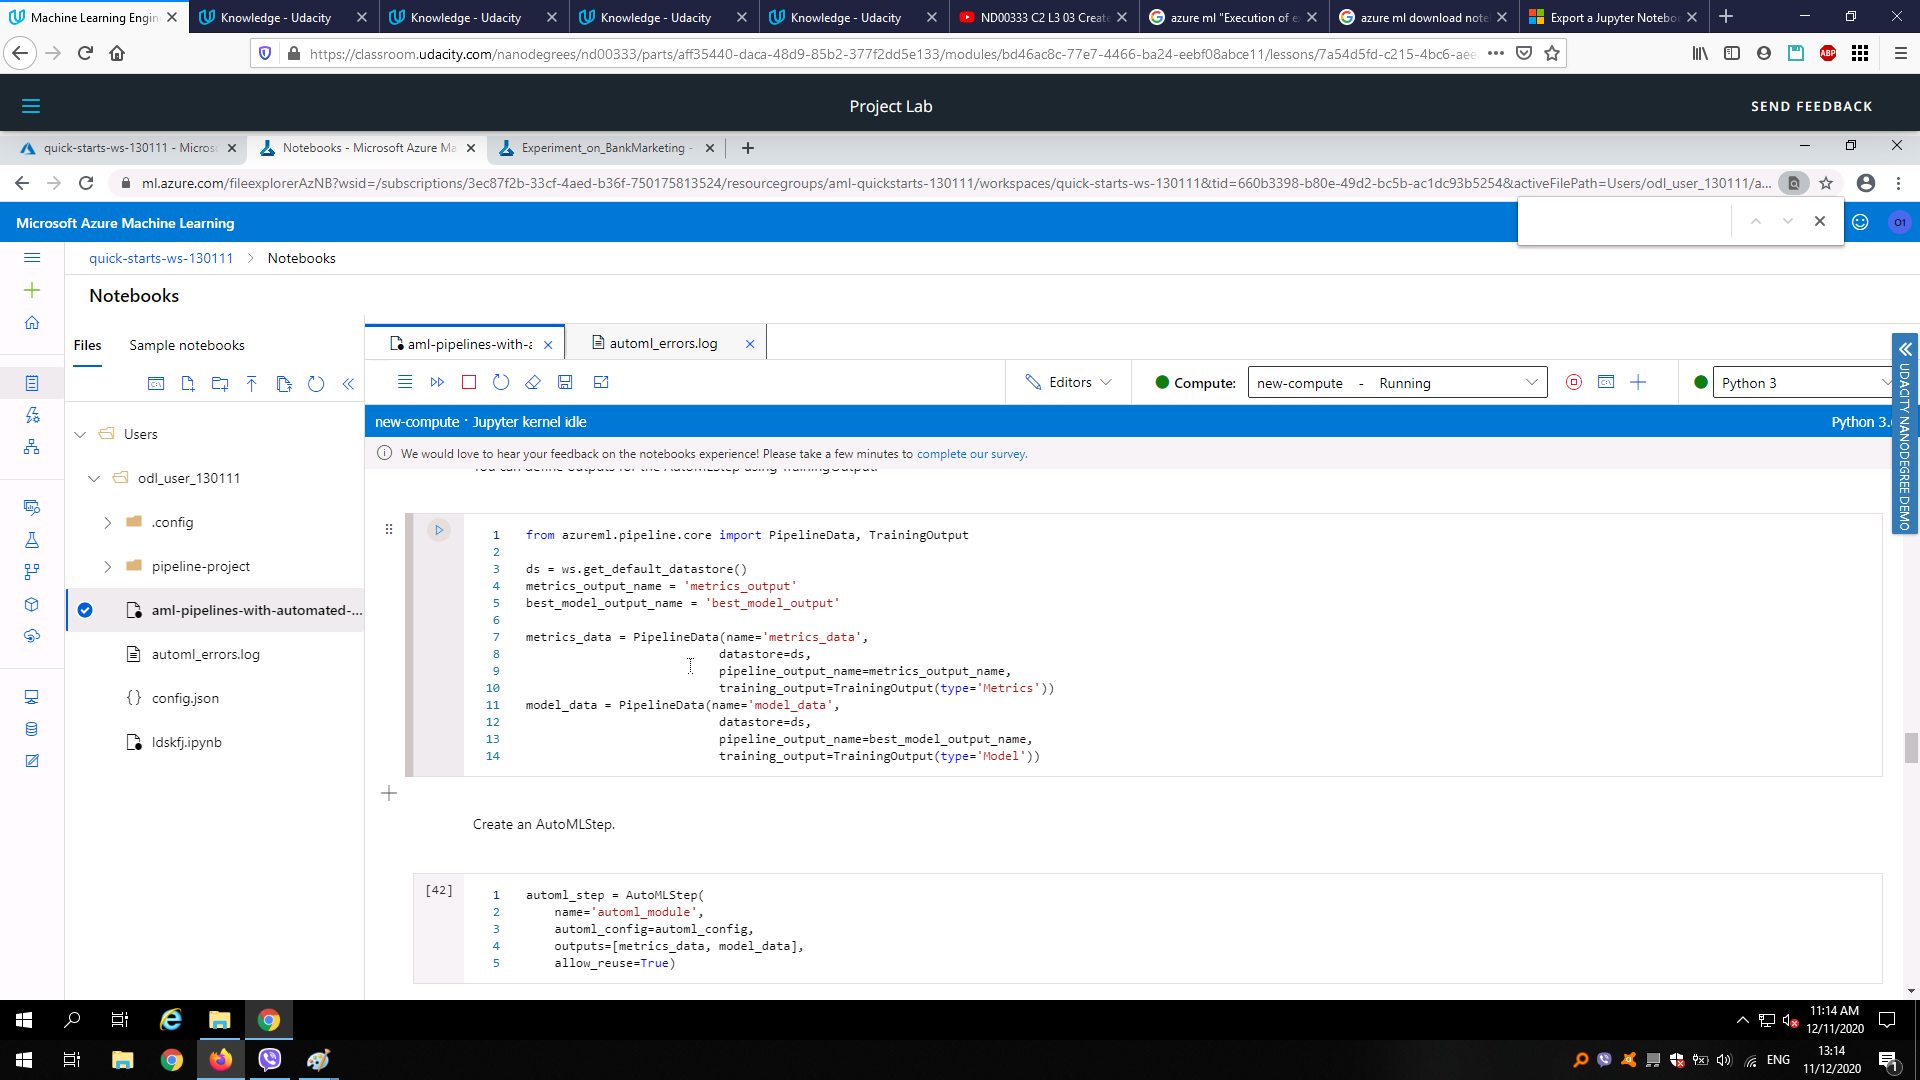 Machine Learning Engin
Knowledge - Udacity
Knowledge - Udacity
Knowledge - Udacity
Knowledge - Udacity
ND00333 C2 L3 03 Create
azure ml "Execution of e
azure ml download note
Export a Jupyter Notebo
https://classroom.udacity.com/nanodegrees/nd00333/parts/aff35440-daca-48d9-85b2-377f2dd5e133/modules/bd46ac8c-77e7-4466-ba24-eebf08abce11/lessons/7a54d5fd-c215-4bc6-aee
ABP
Project Lab
SEND FEEDBACK
quick-starts-ws-130111 - Micros
Notebooks - Microsoft Azure Ma
Experiment_on_BankMarketing -
ml.azure.com/fileexplorerAzNB?wsid=/subscriptions/3ec87f2b-33cf-4aed-b36f-750175813524/resourcegroups/aml-quickstarts-130111/workspaces/quick-starts-ws-130111&tid=660b3398-b80e-49d2-bc5b-ac1dc93b5254&activeFilePath=Users/odl_user_130111/a...
Microsoft Azure Machine Learning
O1
quick-starts-ws-130111 > Notebooks
Notebooks
Files
Sample notebooks
aml-pipelines-with-a
automl_errors.log
Editors
Compute:
new-compute - Running
Python 3
new-compute · Jupyter kernel idle
Python 3.
We would love to hear your feedback on the notebooks experience! Please take a few minutes to complete our survey.
UDACITY NANODEGREE DEMO
Users
odl_user_130111
.config
pipeline-project
aml-pipelines-with-automated-...
automl_errors.log
config.json
ldskfj.ipynb
You can define outputs for the AutoMLStep using TrainingOutput.
1 from azureml.pipeline.core import PipelineData, TrainingOutput
2
3 ds = ws.get_default_datastore()
4 metrics_output_name = 'metrics_output'
5 best_model_output_name = 'best_model_output'
6
7 metrics_data = PipelineData(name='metrics_data',
8 datastore=ds,
9 pipeline_output_name=metrics_output_name,
10 training_output=TrainingOutput(type='Metrics'))
11 model_data = PipelineData(name='model_data',
12 datastore=ds,
13 pipeline_output_name=best_model_output_name,
14 training_output=TrainingOutput(type='Model'))
Create an AutoMLStep.
[42]
1 automl_step = AutoMLStep(
2 name='automl_module',
3 automl_config=automl_config,
4 outputs=[metrics_data, model_data],
5 allow_reuse=True)
11:14 AM
12/11/2020
ENG
13:14
11/12/2020
1